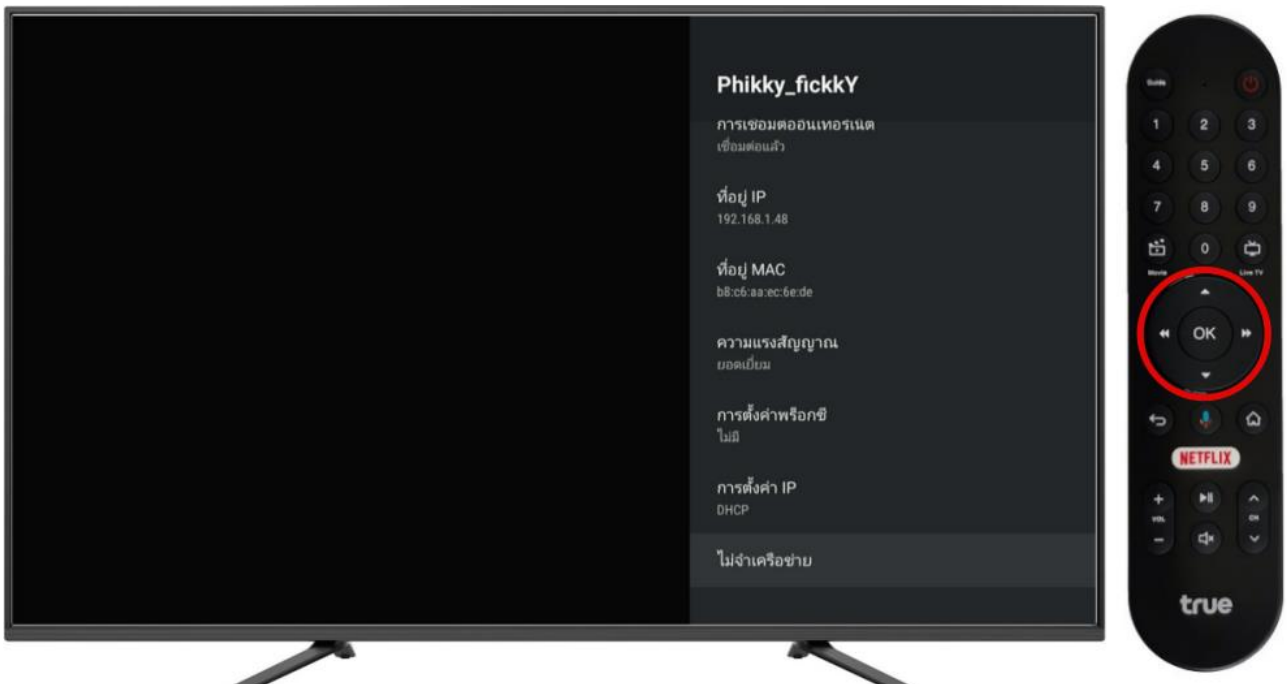 Phikky_fickkY
การเชื่อมต่ออินเทอร์เน็ต
เชื่อมต่อแล้ว
ที่อยู่ IP
192.168.1.48
ที่อยู่ MAC
b8:c6:aa:ec:6e:de
ความแรงสัญญาณ
ยอดเยี่ยม
การตั้งค่าพร็อกซี
ไม่มี
การตั้งค่า IP
DHCP
ไม่จำเครือข่าย
Guide
1 2 3
4 5 6
7 8 9
0
Movie Live TV
OK
NETFLIX
+
VOL CH
–
true